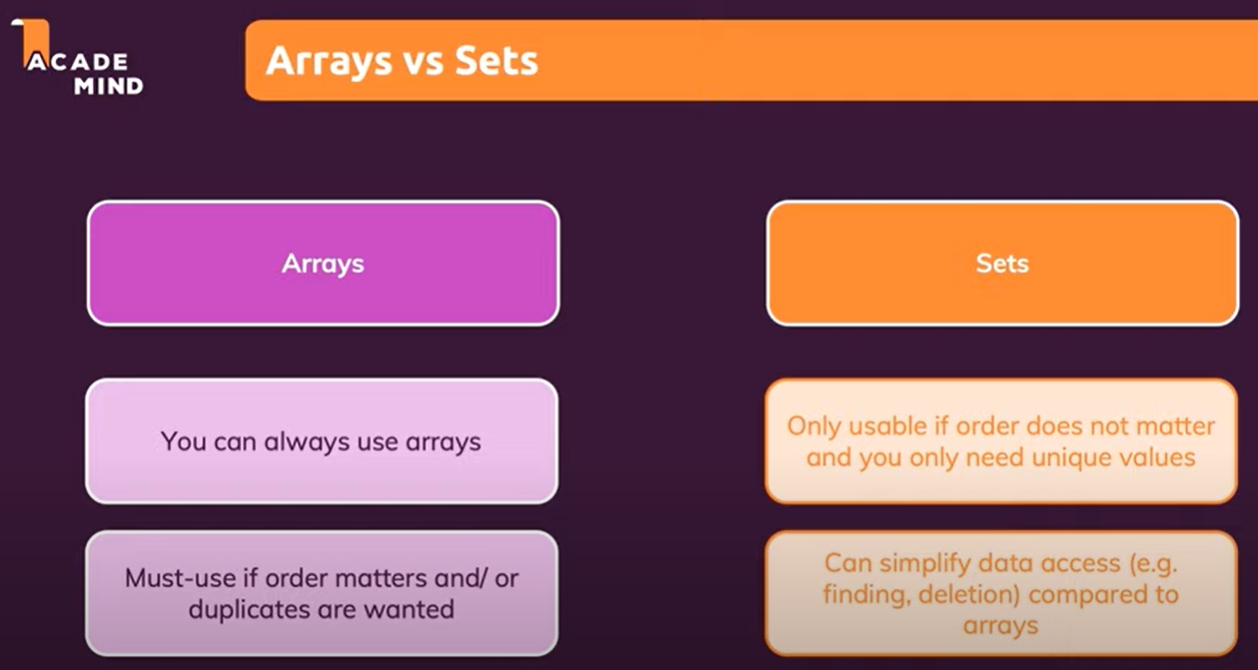 ACADE
MIND
Arrays vs Sets
Arrays
Sets
You can always use arrays
Only usable if order does not matter
and you only need unique values
Must-use if order matters and/ or
duplicates are wanted
Can simplify data access (e.g.
finding, deletion) compared to
arrays